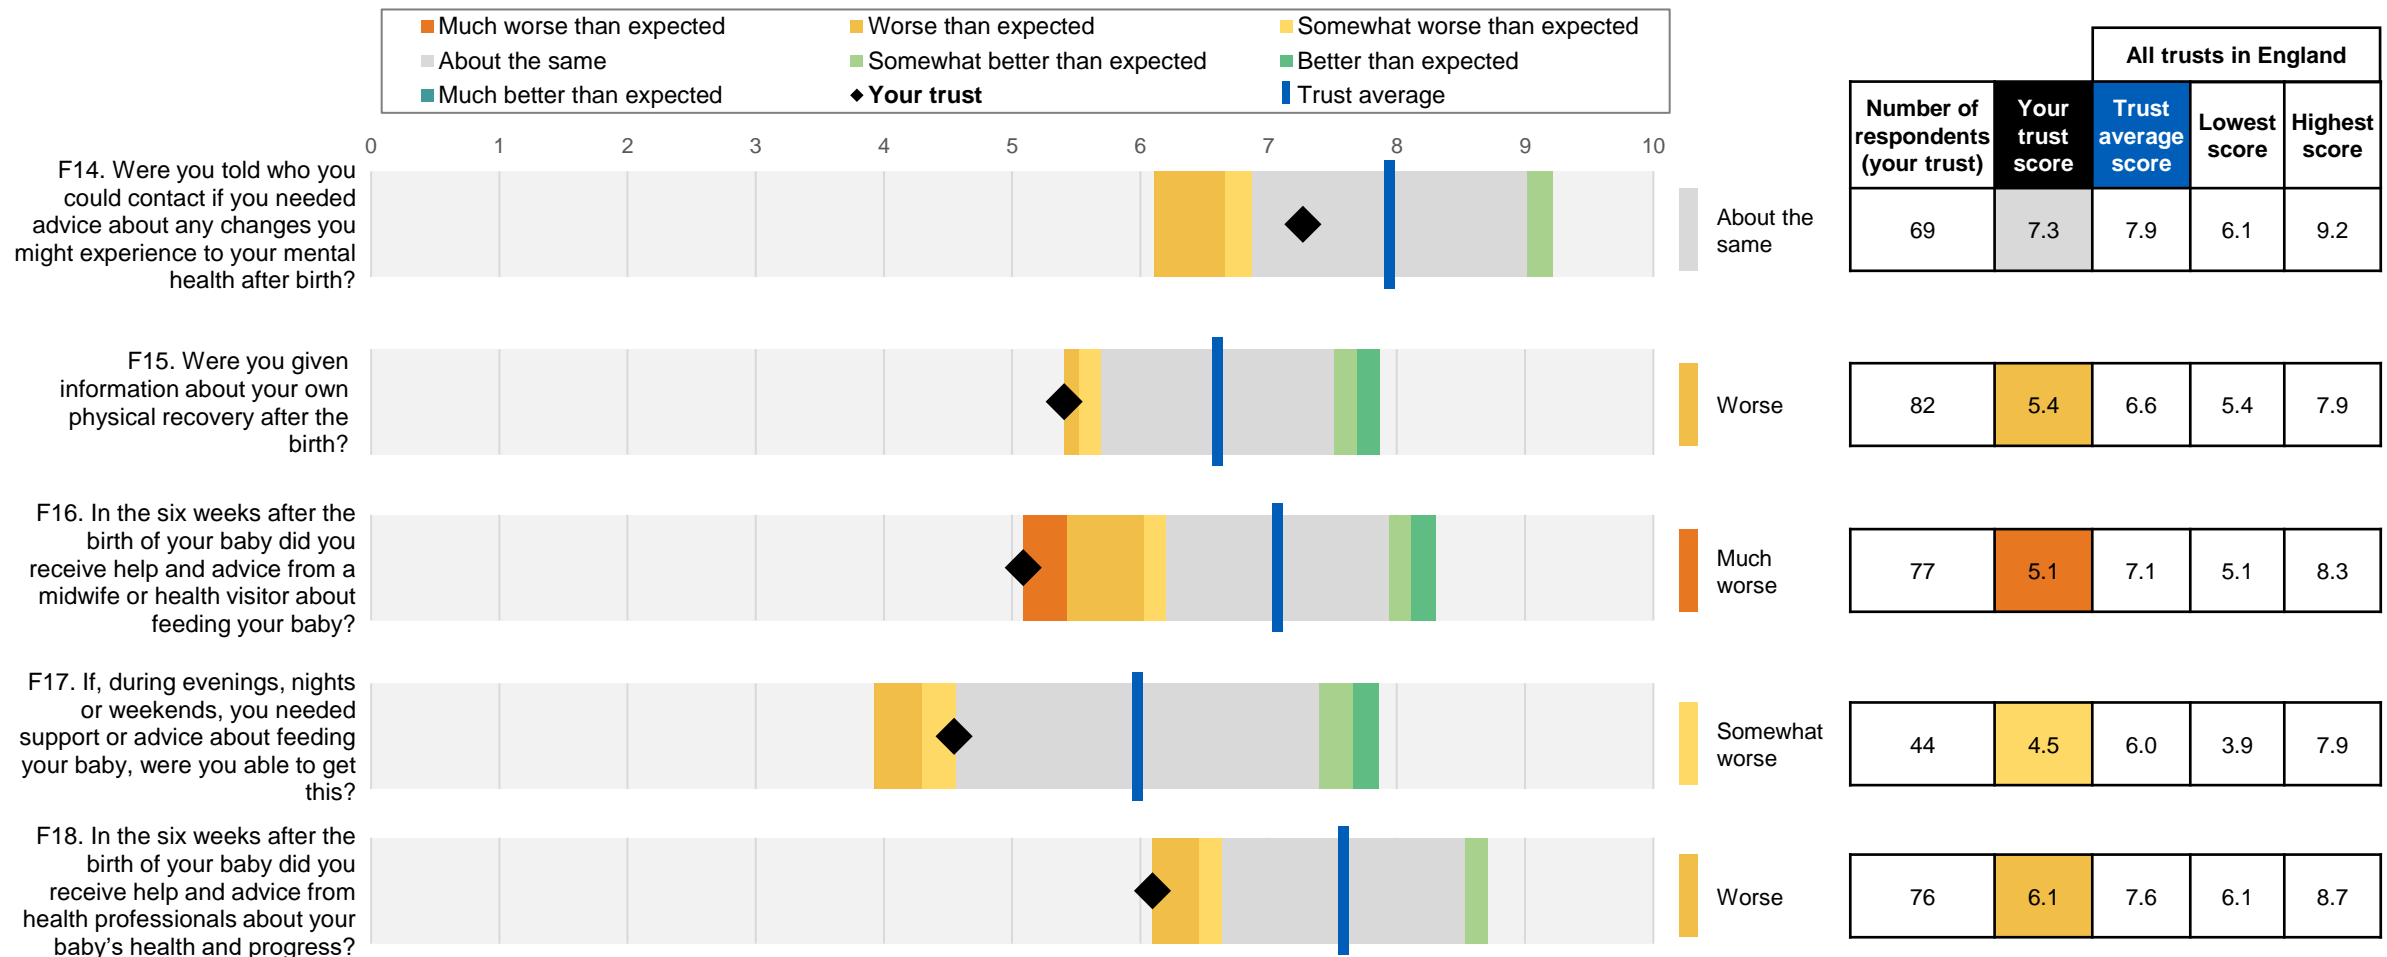 Much worse than expected
Worse than expected
Somewhat worse than expected
About the same
Somewhat better than expected
Better than expected
Much better than expected
Your trust
Trust average
All trusts in England
Number of
respondents
(your trust)
Your
trust
score
Trust
average
score
Lowest
score
Highest
score
0 1 2 3 4 5 6 7 8 9 10
F14. Were you told who you
could contact if you needed
advice about any changes you
might experience to your mental
health after birth?
About the
same
69 7.3 7.9 6.1 9.2
F15. Were you given
information about your own
physical recovery after the
birth?
Worse
82 5.4 6.6 5.4 7.9
F16. In the six weeks after the
birth of your baby did you
receive help and advice from a
midwife or health visitor about
feeding your baby?
Much
worse
77 5.1 7.1 5.1 8.3
F17. If, during evenings, nights
or weekends, you needed
support or advice about feeding
your baby, were you able to get
this?
Somewhat
worse
44 4.5 6.0 3.9 7.9
F18. In the six weeks after the
birth of your baby did you
receive help and advice from
health professionals about your
baby’s health and progress?
Worse
76 6.1 7.6 6.1 8.7